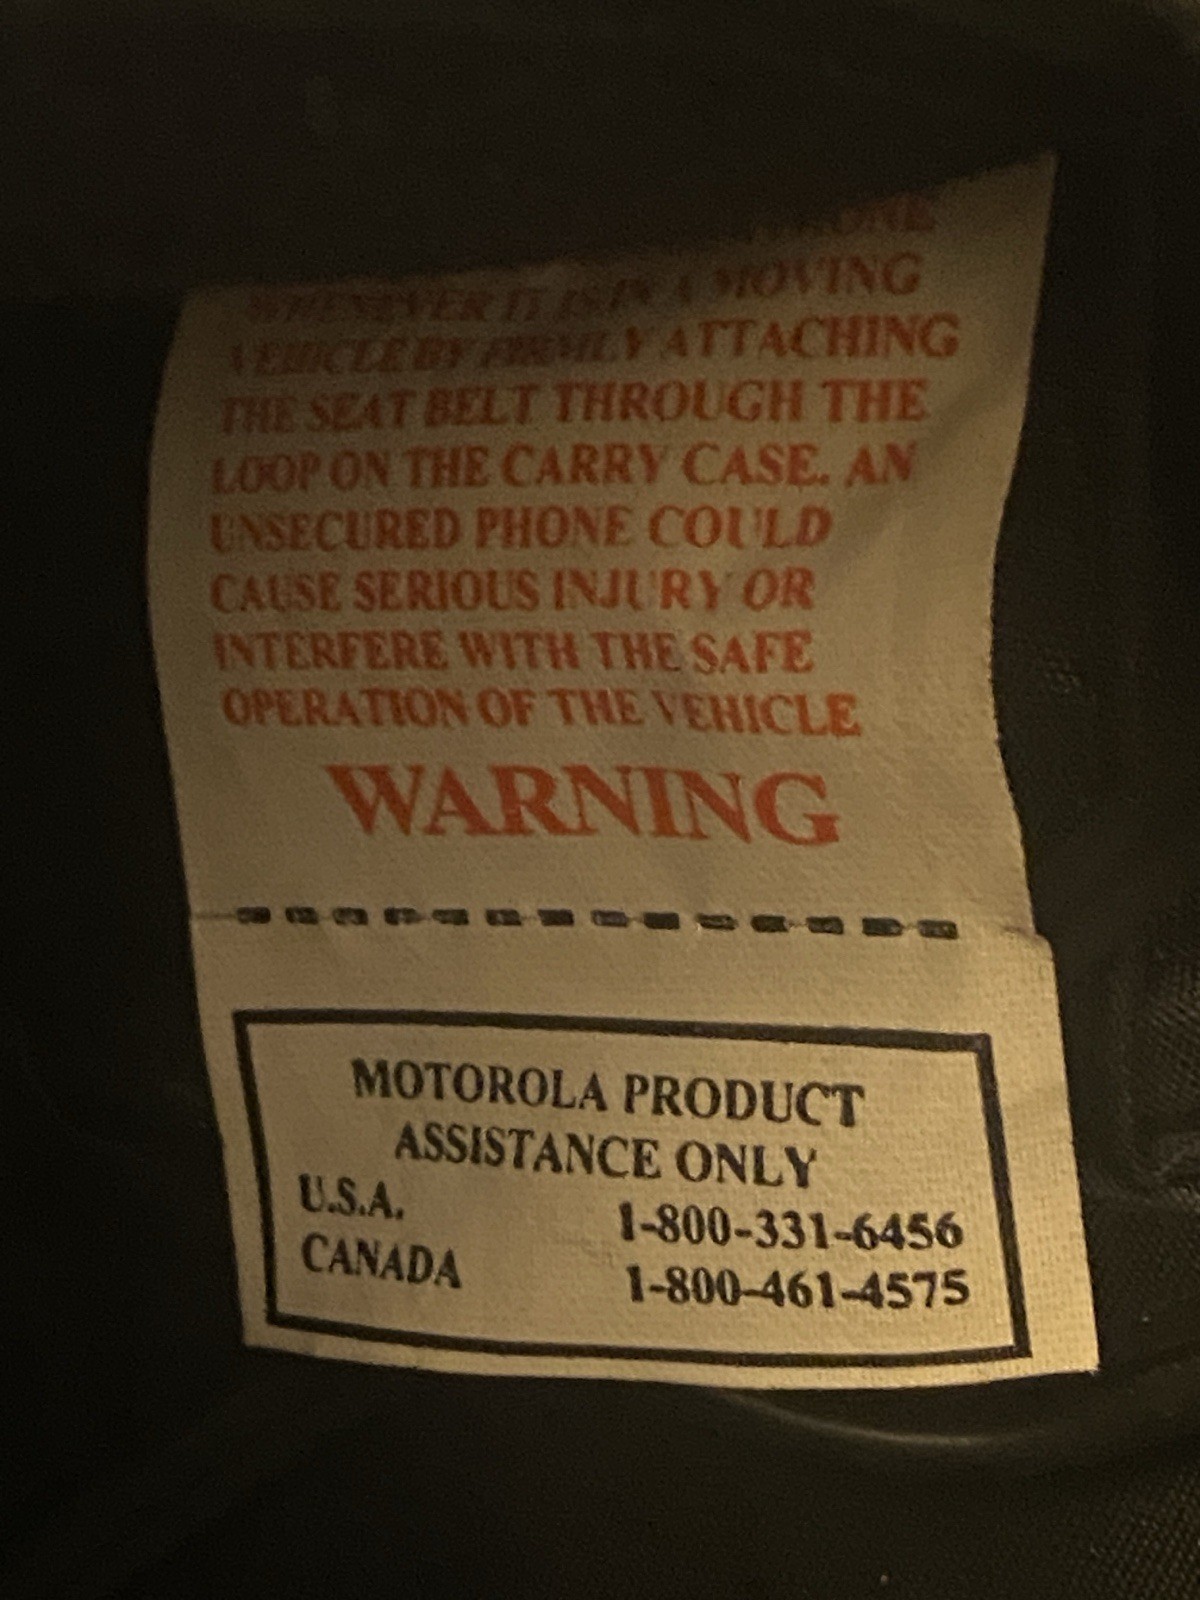 WHENEVER IT IS IN A MOVING
VEHICLE BY FIRMLY ATTACHING
THE SEAT BELT THROUGH THE
LOOP ON THE CARRY CASE. AN
UNSECURED PHONE COULD
CAUSE SERIOUS INJURY OR
INTERFERE WITH THE SAFE
OPERATION OF THE VEHICLE
WARNING
MOTOROLA PRODUCT
ASSISTANCE ONLY
U.S.A. 1-800-331-6456
CANADA 1-800-461-4575